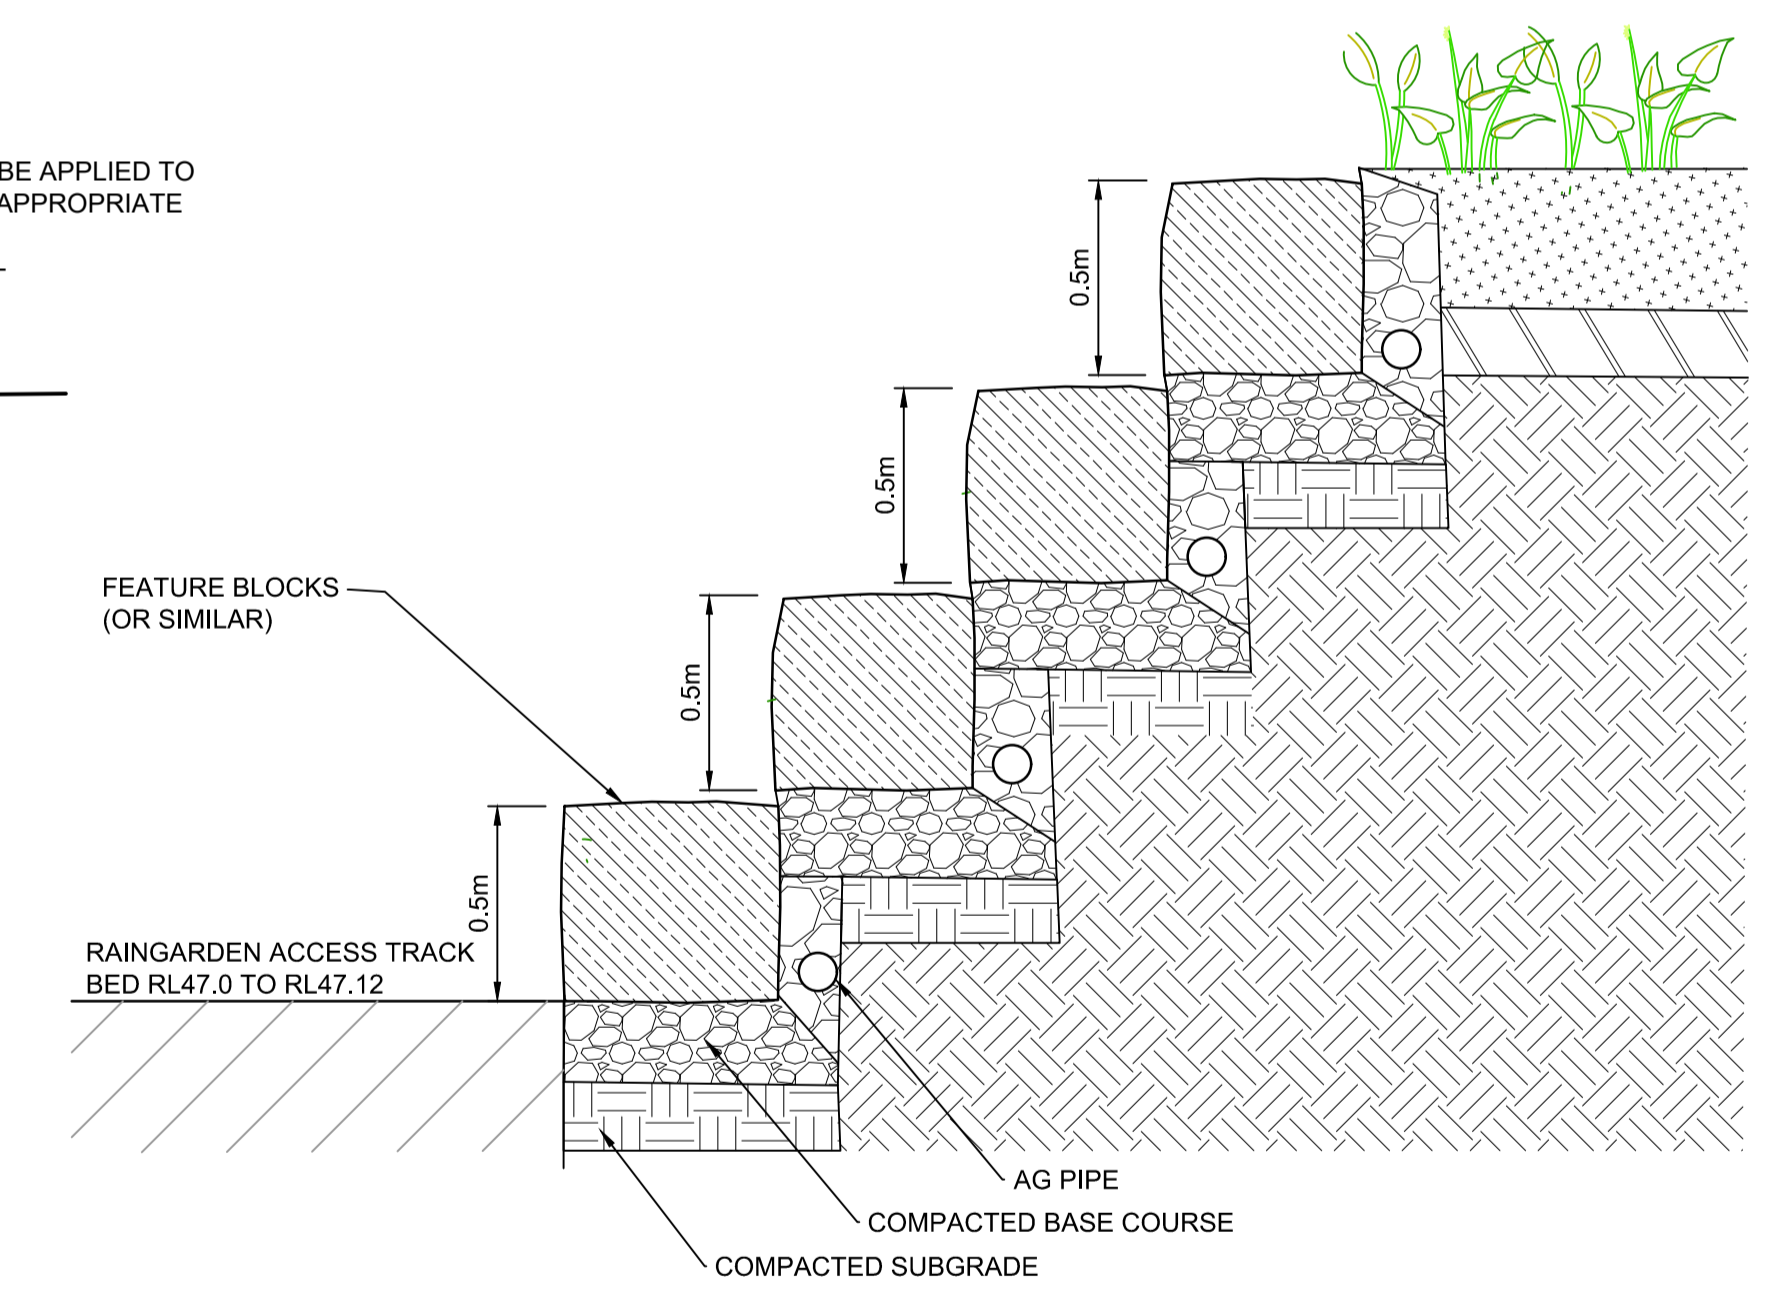 BE APPLIED TO
APPROPRIATE
0.5m
0.5m
FEATURE BLOCKS
(OR SIMILAR)
0.5m
0.5m
RAINGARDEN ACCESS TRACK
BED RL47.0 TO RL47.12
AG PIPE
COMPACTED BASE COURSE
COMPACTED SUBGRADE